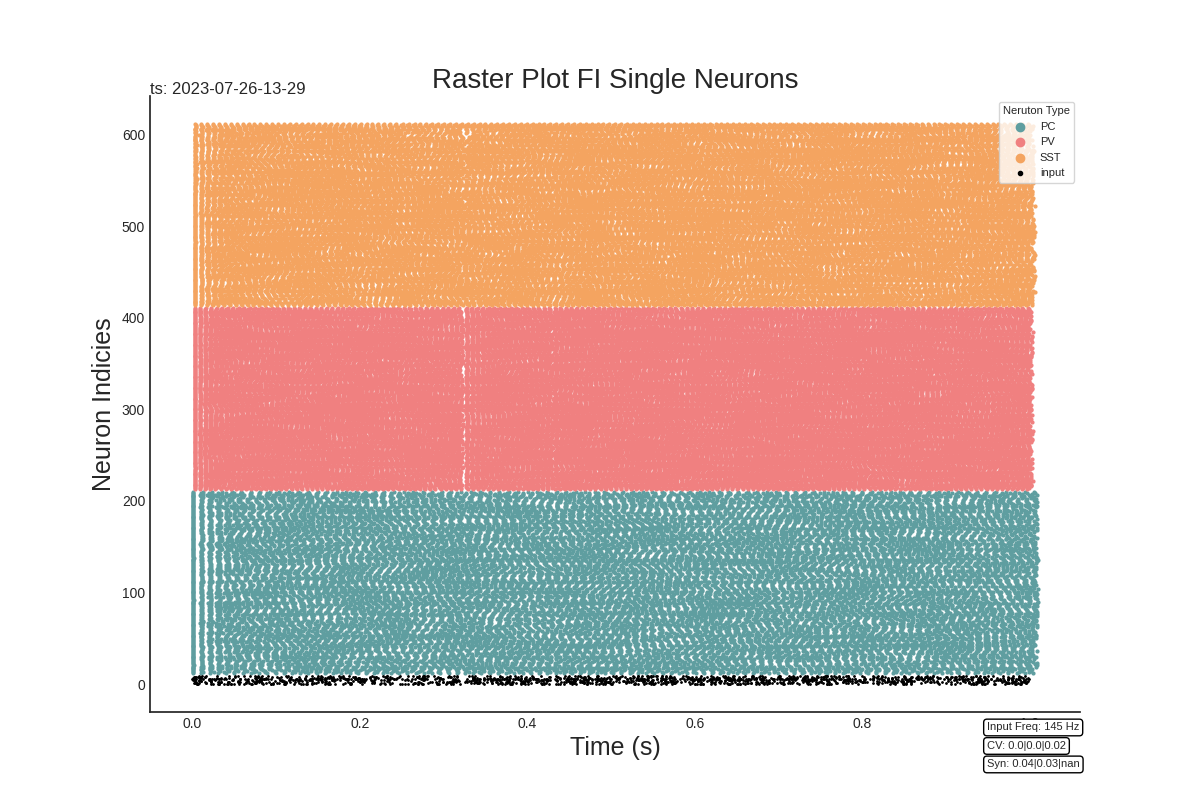 Raster Plot FI Single Neurons
ts: 2023-07-26-13-29
Neruton Type
PC
PV
SST
input
600
500
400
300
200
100
0
Neuron Indicies
0.0 0.2 0.4 0.6 0.8
Time (s)
Input Freq: 145 Hz
CV: 0.0|0.0|0.02
Syn: 0.04|0.03|nan